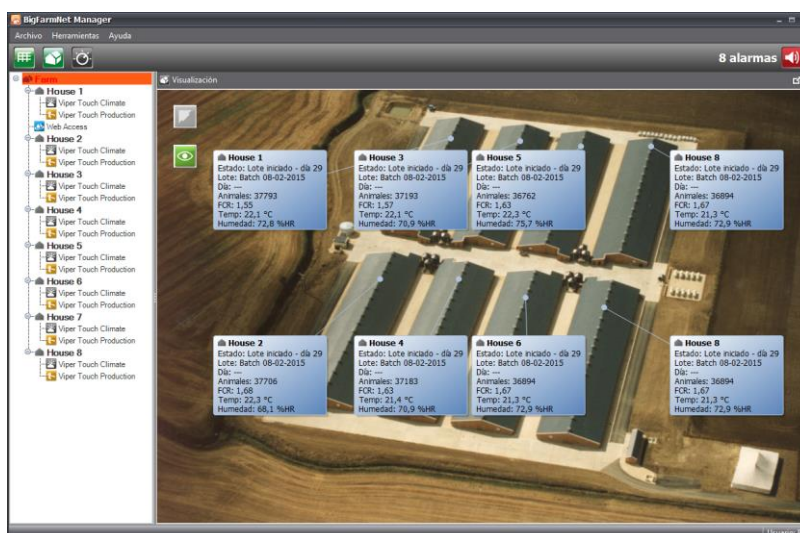 BigFarmNet Manager
Archivo Herramientas Ayuda
8 alarmas
Farm
House 1
Viper Touch Climate
Viper Touch Production
Web Access
House 2
Viper Touch Climate
Viper Touch Production
House 3
Viper Touch Climate
Viper Touch Production
House 4
Viper Touch Climate
Viper Touch Production
House 5
Viper Touch Climate
Viper Touch Production
House 6
Viper Touch Climate
Viper Touch Production
House 7
Viper Touch Climate
Viper Touch Production
House 8
Viper Touch Climate
Viper Touch Production
Visualización
House 1
Estado: Lote iniciado - día 29
Lote: Batch 08-02-2015
Día: ---
Animales: 37793
FCR: 1,55
Temp: 22,1 °C
Humedad: 72,8 %HR
House 3
Estado: Lote iniciado - día 29
Lote: Batch 08-02-2015
Día: ---
Animales: 37193
FCR: 1,57
Temp: 22,1 °C
Humedad: 70,9 %HR
House 5
Estado: Lote iniciado - día 29
Lote: Batch 08-02-2015
Día: ---
Animales: 36762
FCR: 1,63
Temp: 22,3 °C
Humedad: 75,7 %HR
House 8
Estado: Lote iniciado - día 29
Lote: Batch 08-02-2015
Día: ---
Animales: 36894
FCR: 1,67
Temp: 21,3 °C
Humedad: 72,9 %HR
House 2
Estado: Lote iniciado - día 29
Lote: Batch 08-02-2015
Día: ---
Animales: 37706
FCR: 1,68
Temp: 22,3 °C
Humedad: 68,1 %HR
House 4
Estado: Lote iniciado - día 29
Lote: Batch 08-02-2015
Día: ---
Animales: 37183
FCR: 1,63
Temp: 21,4 °C
Humedad: 70,9 %HR
House 6
Estado: Lote iniciado - día 29
Lote: Batch 08-02-2015
Día: ---
Animales: 36894
FCR: 1,67
Temp: 21,3 °C
Humedad: 72,9 %HR
House 8
Estado: Lote iniciado - día 29
Lote: Batch 08-02-2015
Día: ---
Animales: 36894
FCR: 1,67
Temp: 21,3 °C
Humedad: 72,9 %HR